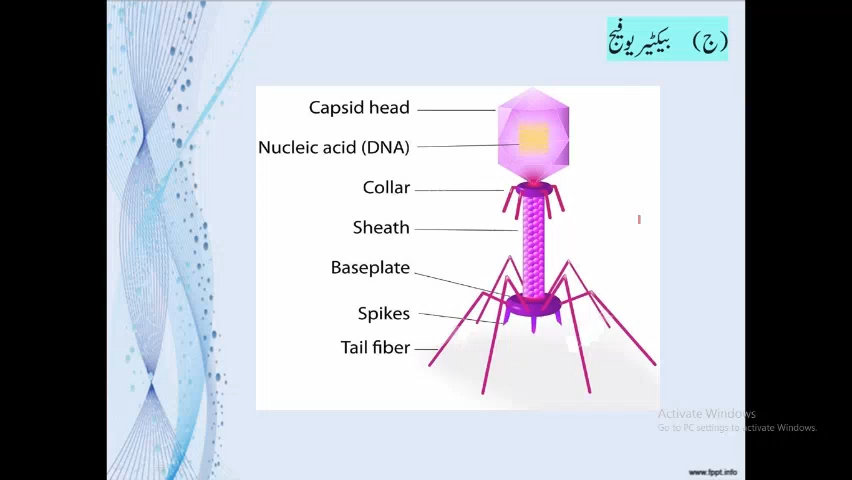 (ج) بیکٹیریوفیج
Capsid head
Nucleic acid (DNA)
Collar
Sheath
Baseplate
Spikes
Tail fiber
Activate Windows
Go to PC settings to activate Windows.
www.fppt.info